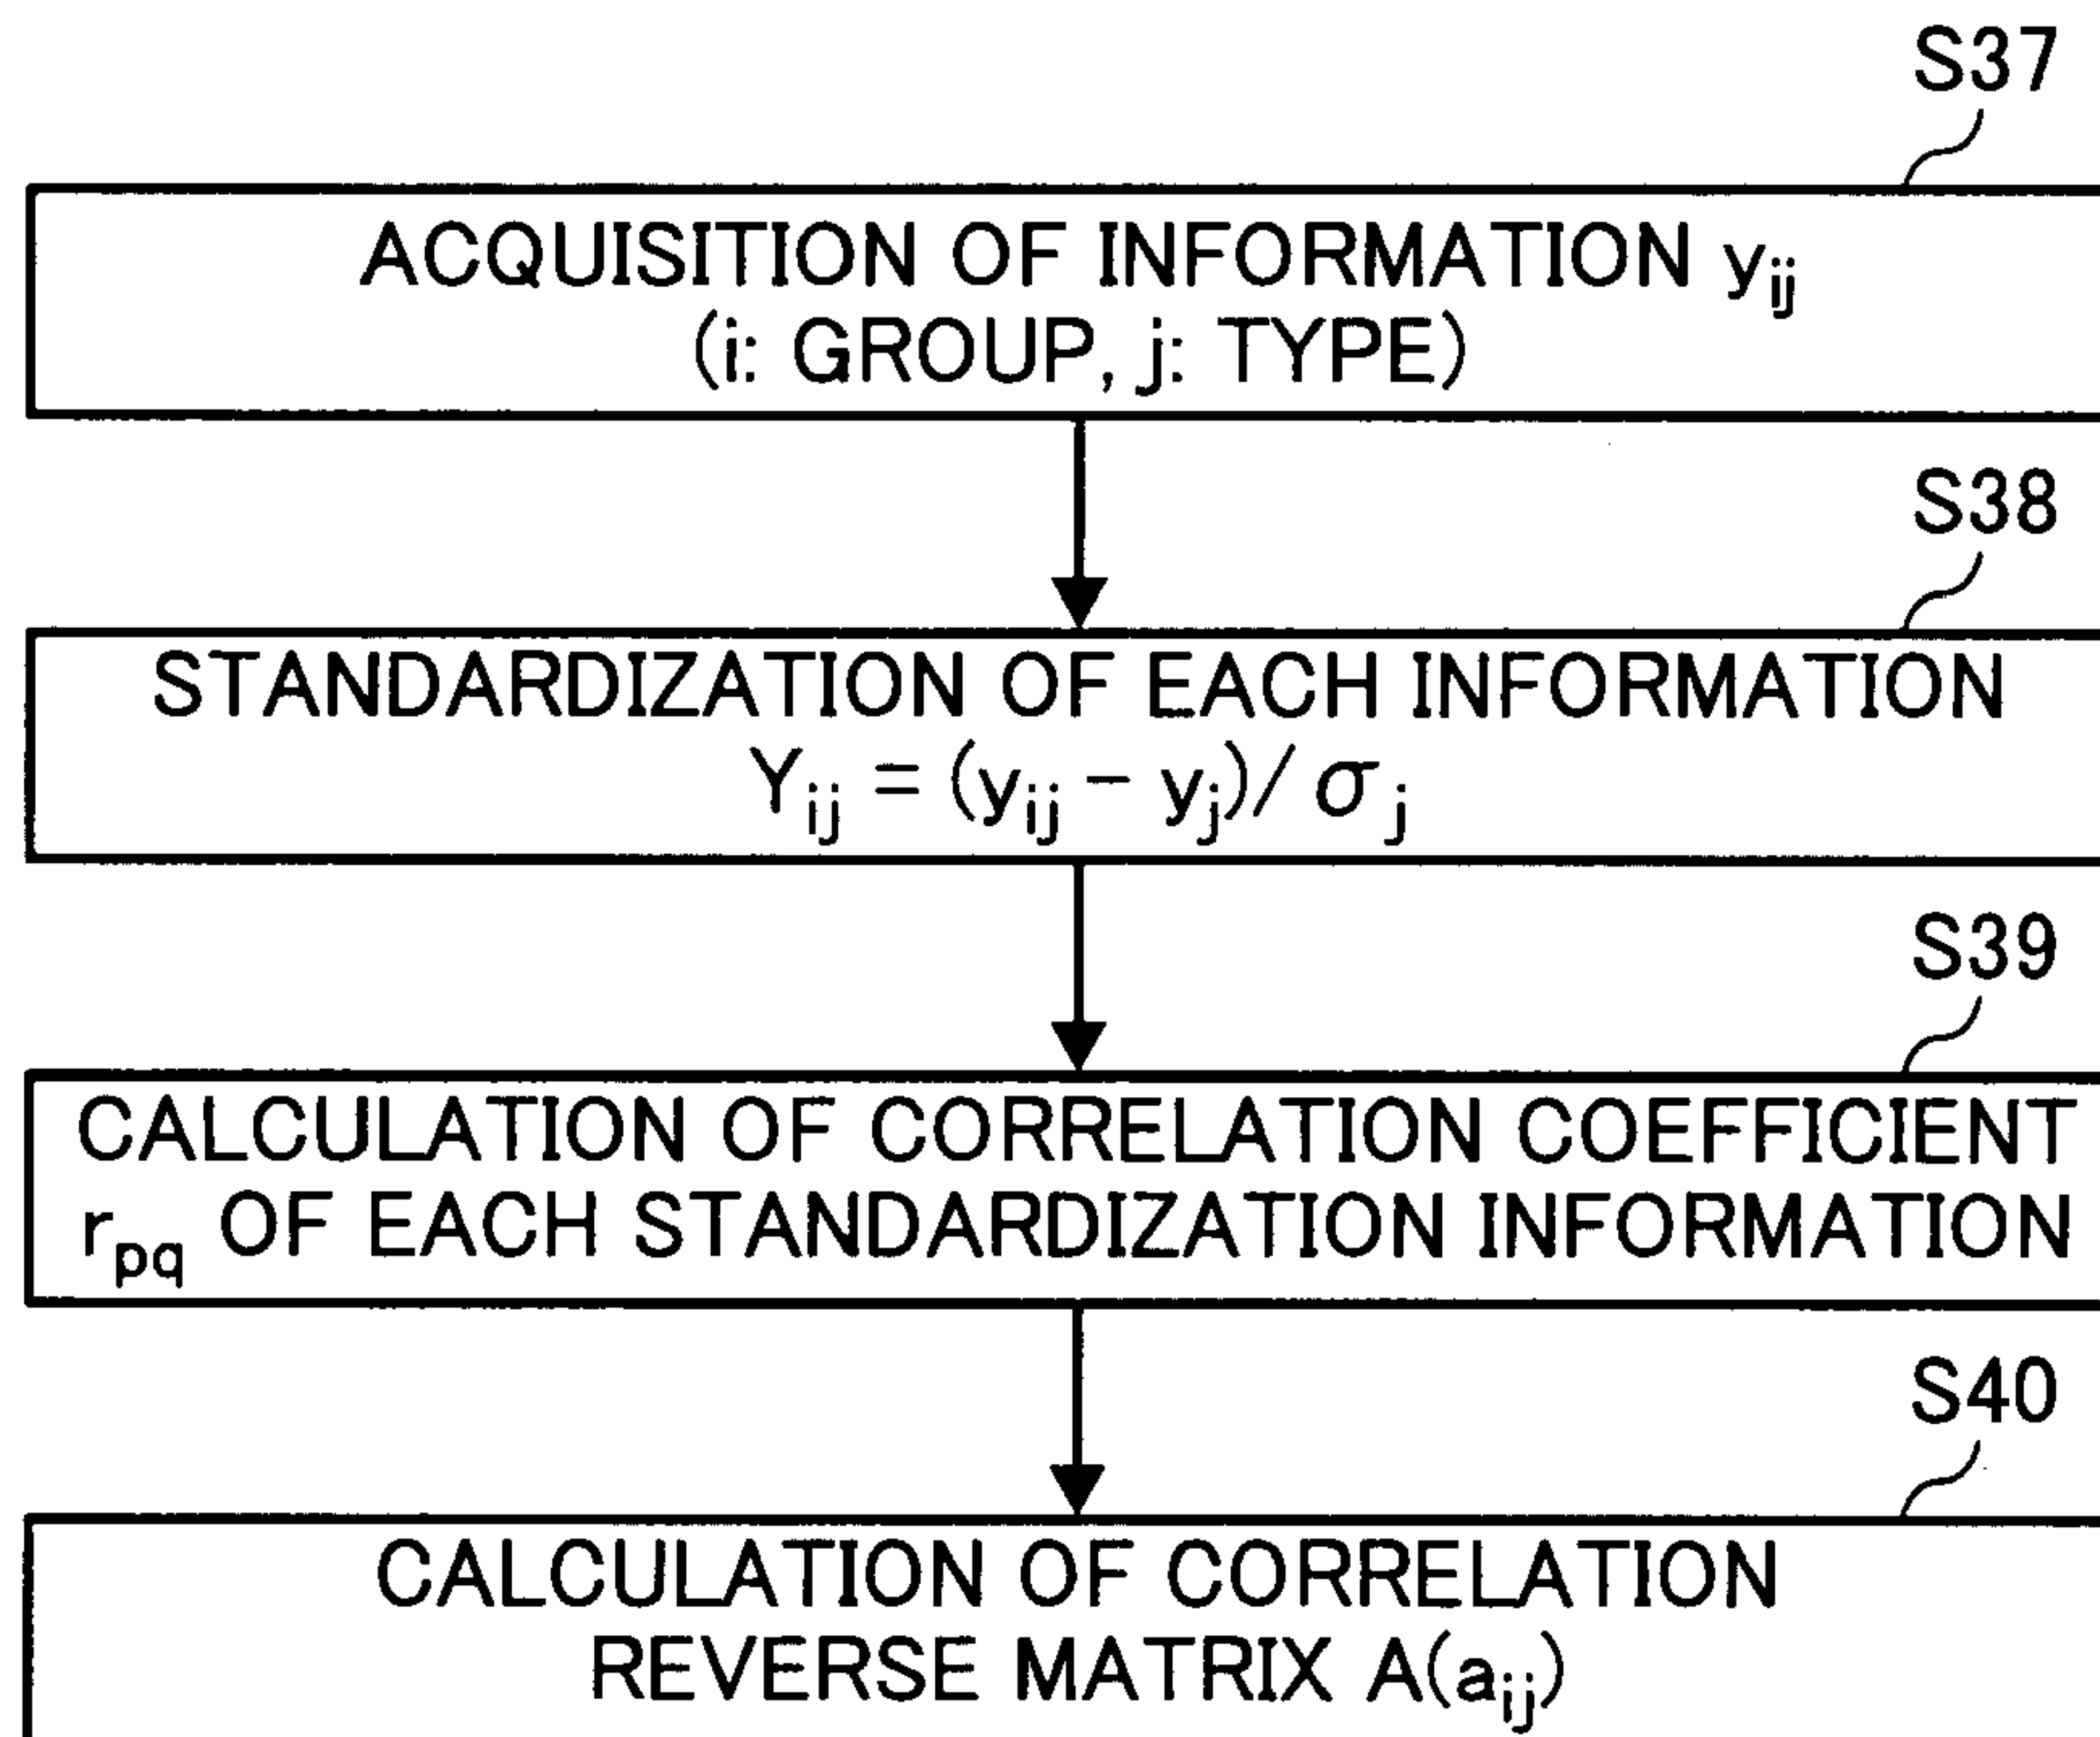 S37
ACQUISITION OF INFORMATION yij
(i: GROUP, j: TYPE)
S38
STANDARDIZATION OF EACH INFORMATION
Yij = (yij − yj)/ σj
S39
CALCULATION OF CORRELATION COEFFICIENT
rpq OF EACH STANDARDIZATION INFORMATION
S40
CALCULATION OF CORRELATION
REVERSE MATRIX A(aij)